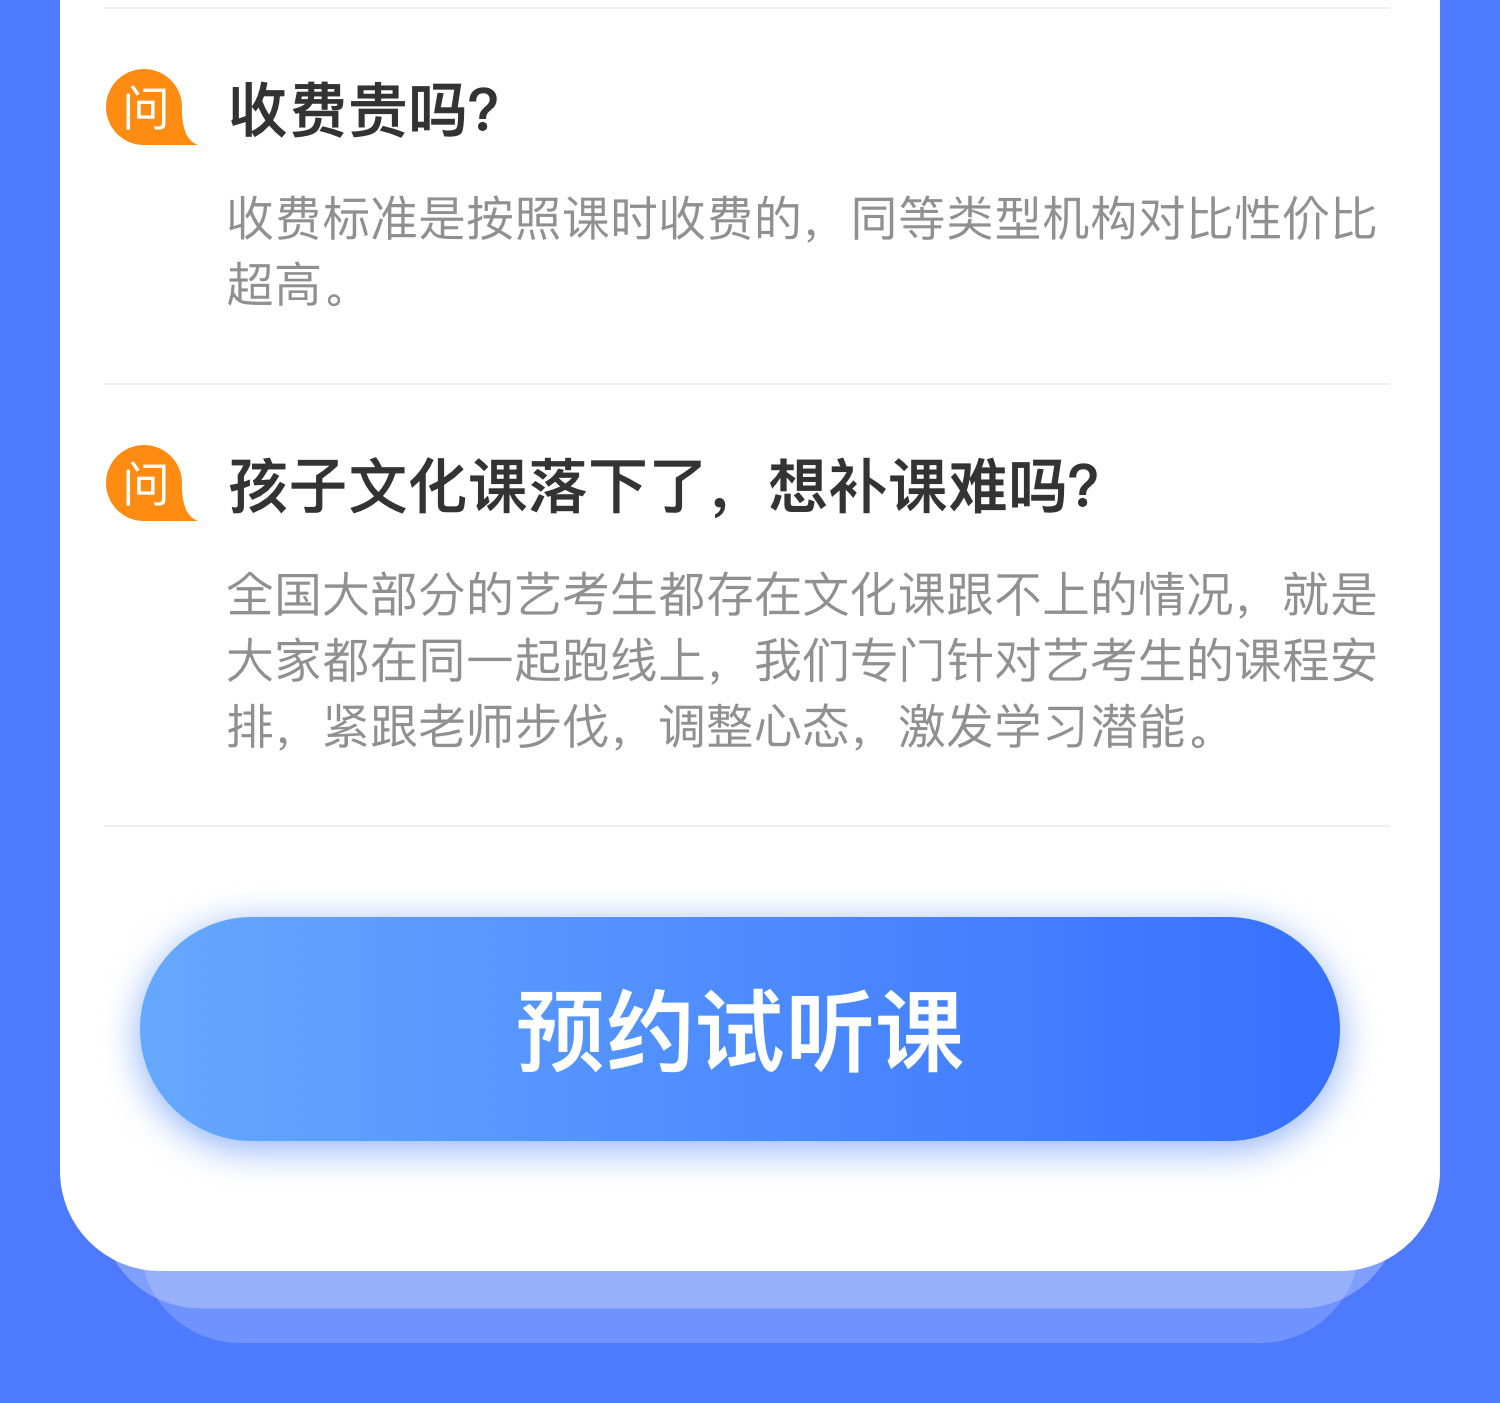 问 收费贵吗?
收费标准是按照课时收费的，同等类型机构对比性价比
超高。
问 孩子文化课落下了，想补课难吗?
全国大部分的艺考生都存在文化课跟不上的情况，就是
大家都在同一起跑线上，我们专门针对艺考生的课程安
排，紧跟老师步伐，调整心态，激发学习潜能。
预约试听课